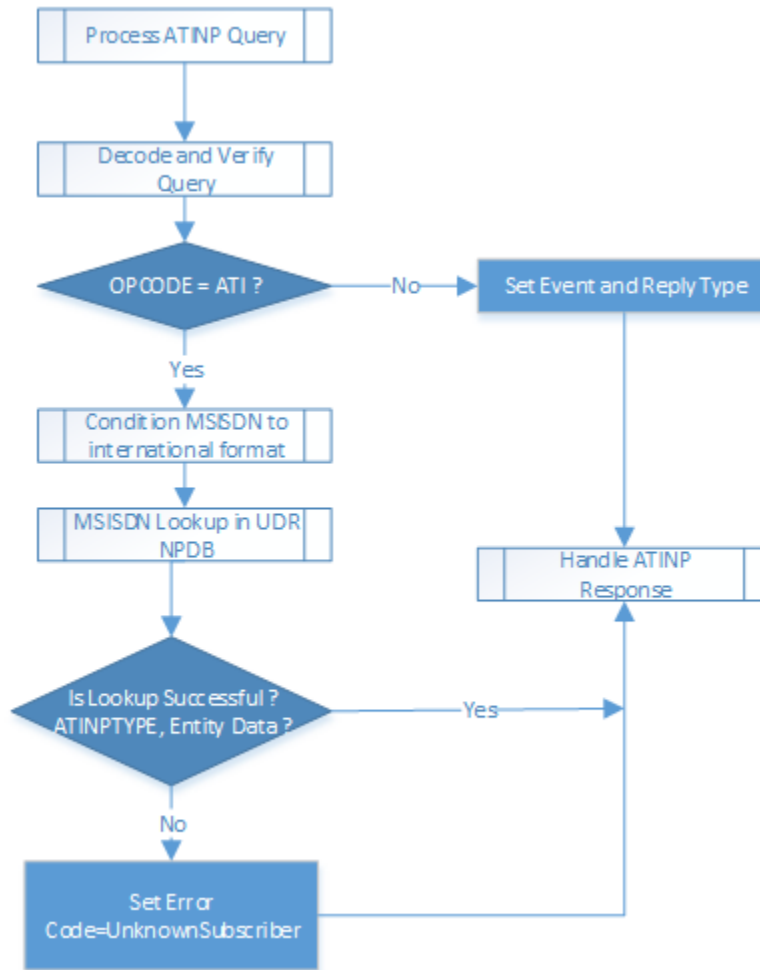 Process ATINP Query
Decode and Verify
Query
OPCODE = ATI ?
No
Set Event and Reply Type
Yes
Condition MSISDN to
international format
MSISDN Lookup in UDR
NPDB
Handle ATINP
Response
Is Lookup Successful ?
ATINPTYPE, Entity Data ?
Yes
No
Set Error
Code=UnknownSubscriber